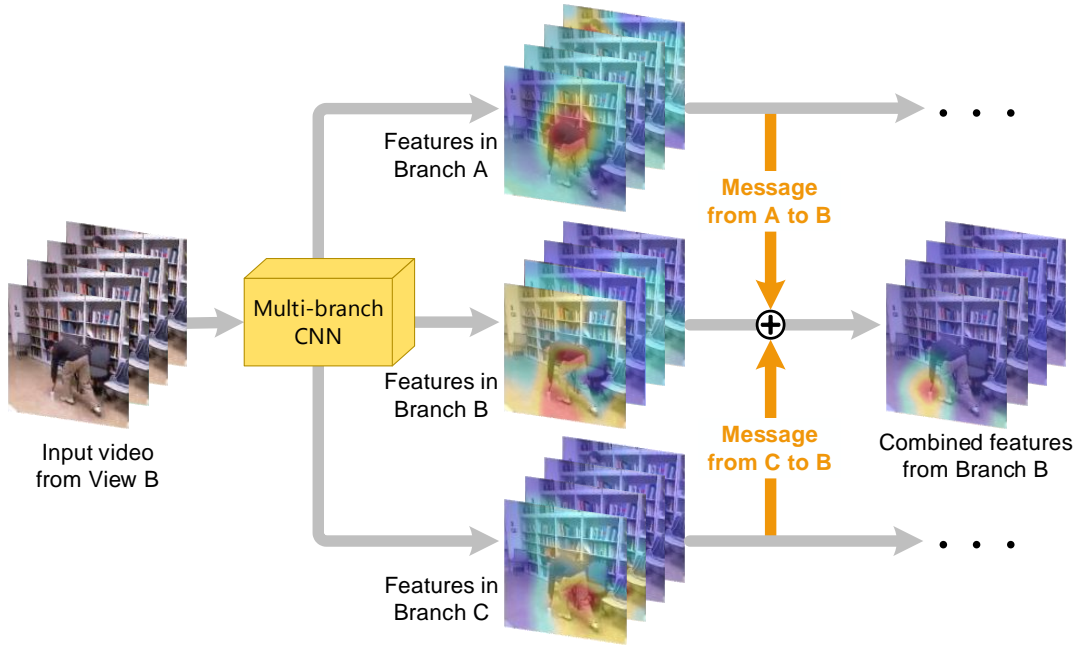 Features in
Branch A
Message
from A to B
Multi-branch
CNN
Input video
from View B
Features in
Branch B
Combined features
from Branch B
Message
from C to B
Features in
Branch C